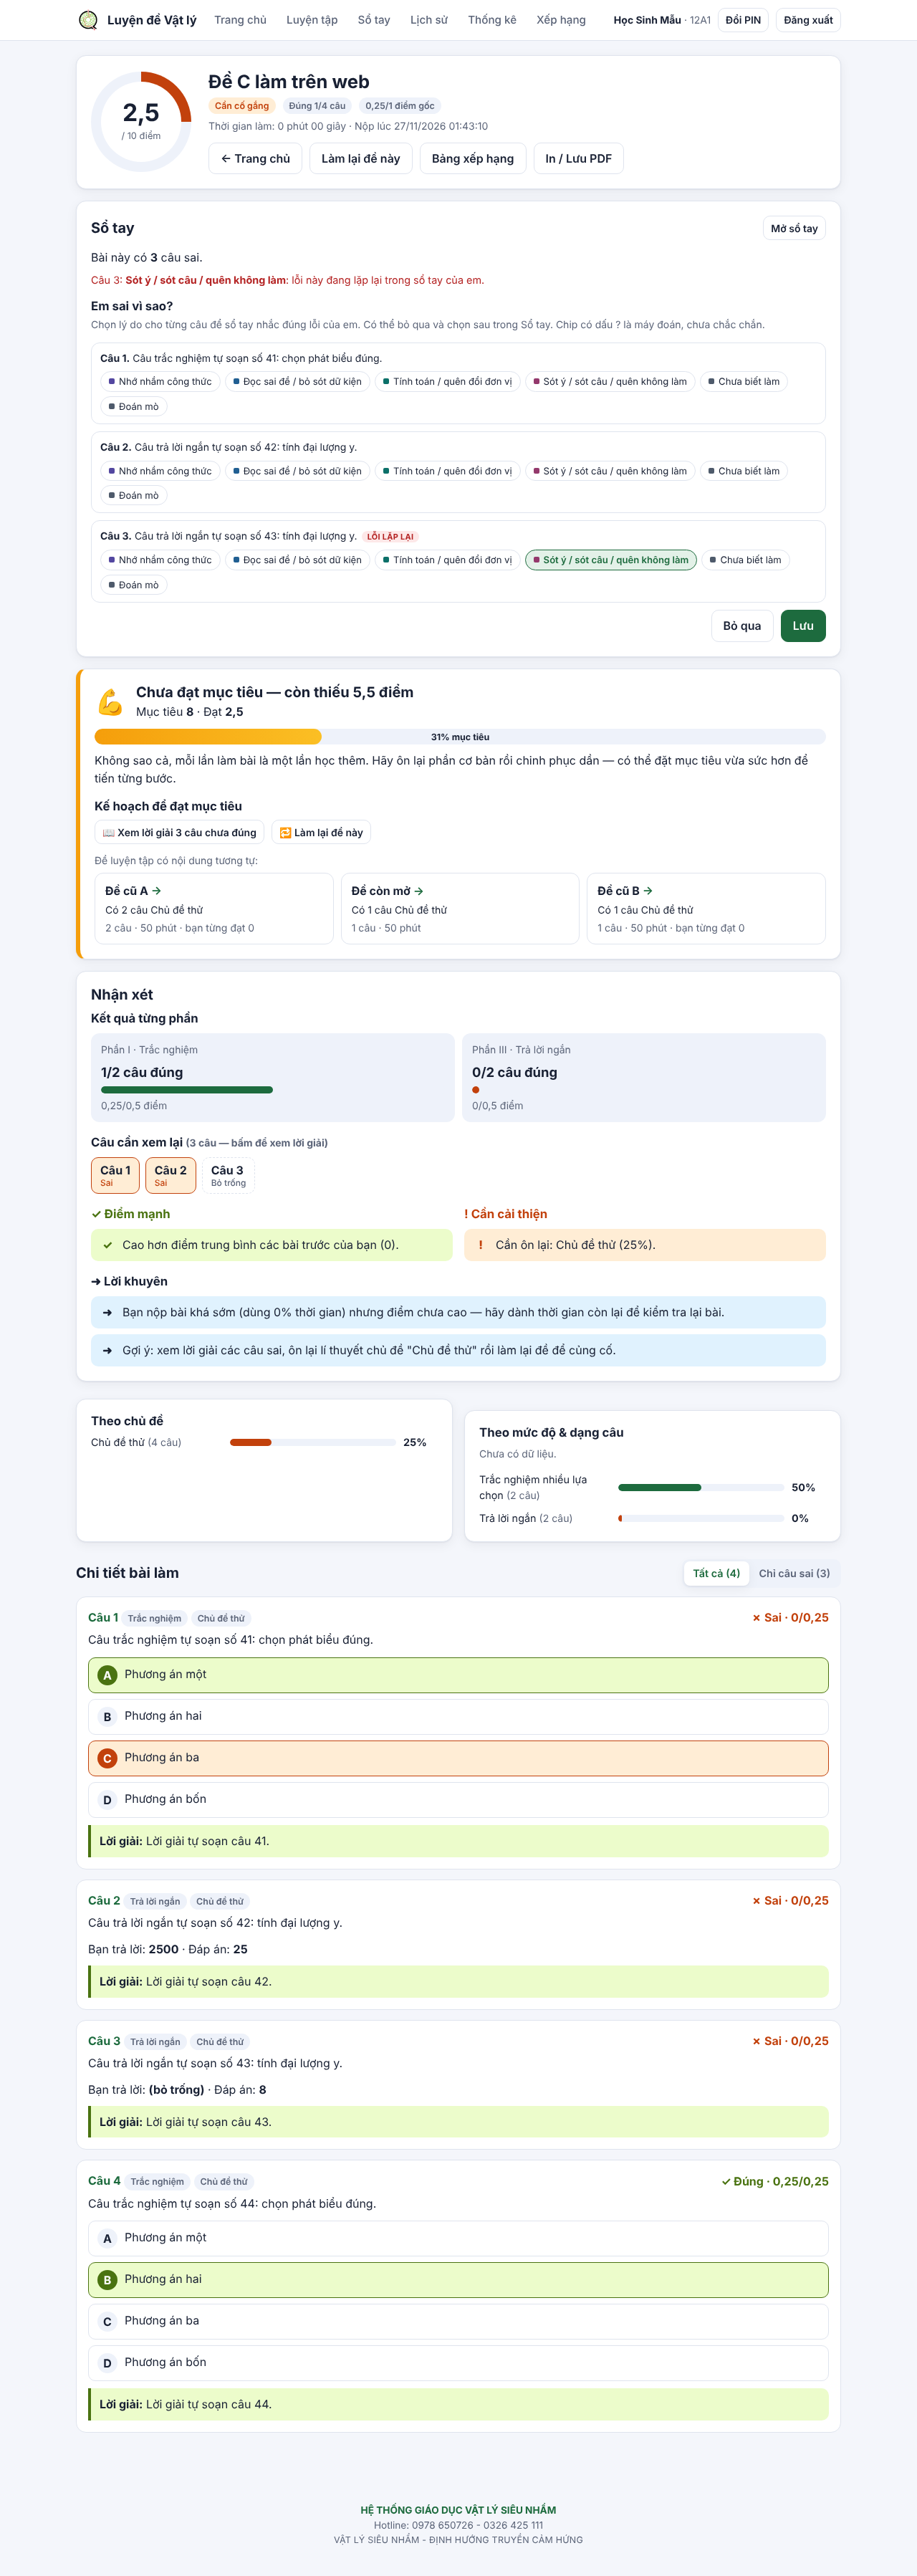 Luyện đề Vật lý
Trang chủ
Luyện tập
Sổ tay
Lịch sử
Thống kê
Xếp hạng
Học Sinh Mẫu · 12A1
Đổi PIN
Đăng xuất
2,5
/ 10 điểm
Đề C làm trên web
Cần cố gắng
Đúng 1/4 câu
0,25/1 điểm gốc
Thời gian làm: 0 phút 00 giây · Nộp lúc 27/11/2026 01:43:10
← Trang chủ
Làm lại đề này
Bảng xếp hạng
In / Lưu PDF
Sổ tay
Mở sổ tay
Bài này có 3 câu sai.
Câu 3: Sót ý / sót câu / quên không làm: lỗi này đang lặp lại trong sổ tay của em.
Em sai vì sao?
Chọn lý do cho từng câu để sổ tay nhắc đúng lỗi của em. Có thể bỏ qua và chọn sau trong Sổ tay. Chip có dấu ? là máy đoán, chưa chắc chắn.
Câu 1. Câu trắc nghiệm tự soạn số 41: chọn phát biểu đúng.
Nhớ nhầm công thức
Đọc sai đề / bỏ sót dữ kiện
Tính toán / quên đổi đơn vị
Sót ý / sót câu / quên không làm
Chưa biết làm
Đoán mò
Câu 2. Câu trả lời ngắn tự soạn số 42: tính đại lượng y.
Nhớ nhầm công thức
Đọc sai đề / bỏ sót dữ kiện
Tính toán / quên đổi đơn vị
Sót ý / sót câu / quên không làm
Chưa biết làm
Đoán mò
Câu 3. Câu trả lời ngắn tự soạn số 43: tính đại lượng y. LỖI LẶP LẠI
Nhớ nhầm công thức
Đọc sai đề / bỏ sót dữ kiện
Tính toán / quên đổi đơn vị
Sót ý / sót câu / quên không làm
Chưa biết làm
Đoán mò
Bỏ qua
Lưu
Chưa đạt mục tiêu — còn thiếu 5,5 điểm
Mục tiêu 8 · Đạt 2,5
31% mục tiêu
Không sao cả, mỗi lần làm bài là một lần học thêm. Hãy ôn lại phần cơ bản rồi chinh phục dần — có thể đặt mục tiêu vừa sức hơn để
tiến từng bước.
Kế hoạch để đạt mục tiêu
📖 Xem lời giải 3 câu chưa đúng
🔁 Làm lại đề này
Đề luyện tập có nội dung tương tự:
Đề cũ A →
Có 2 câu Chủ đề thử
2 câu · 50 phút · bạn từng đạt 0
Đề còn mở →
Có 1 câu Chủ đề thử
1 câu · 50 phút
Đề cũ B →
Có 1 câu Chủ đề thử
1 câu · 50 phút · bạn từng đạt 0
Nhận xét
Kết quả từng phần
Phần I · Trắc nghiệm
1/2 câu đúng
0,25/0,5 điểm
Phần III · Trả lời ngắn
0/2 câu đúng
0/0,5 điểm
Câu cần xem lại (3 câu — bấm để xem lời giải)
Câu 1
Sai
Câu 2
Sai
Câu 3
Bỏ trống
✓ Điểm mạnh
✓ Cao hơn điểm trung bình các bài trước của bạn (0).
! Cần cải thiện
! Cần ôn lại: Chủ đề thử (25%).
➜ Lời khuyên
➜ Bạn nộp bài khá sớm (dùng 0% thời gian) nhưng điểm chưa cao — hãy dành thời gian còn lại để kiểm tra lại bài.
➜ Gợi ý: xem lời giải các câu sai, ôn lại lí thuyết chủ đề "Chủ đề thử" rồi làm lại đề để củng cố.
Theo chủ đề
Chủ đề thử (4 câu)
25%
Theo mức độ & dạng câu
Chưa có dữ liệu.
Trắc nghiệm nhiều lựa
chọn (2 câu)
50%
Trả lời ngắn (2 câu)
0%
Chi tiết bài làm
Tất cả (4)
Chỉ câu sai (3)
Câu 1 Trắc nghiệm Chủ đề thử
✕ Sai · 0/0,25
Câu trắc nghiệm tự soạn số 41: chọn phát biểu đúng.
A Phương án một
B Phương án hai
C Phương án ba
D Phương án bốn
Lời giải: Lời giải tự soạn câu 41.
Câu 2 Trả lời ngắn Chủ đề thử
✕ Sai · 0/0,25
Câu trả lời ngắn tự soạn số 42: tính đại lượng y.
Bạn trả lời: 2500 · Đáp án: 25
Lời giải: Lời giải tự soạn câu 42.
Câu 3 Trả lời ngắn Chủ đề thử
✕ Sai · 0/0,25
Câu trả lời ngắn tự soạn số 43: tính đại lượng y.
Bạn trả lời: (bỏ trống) · Đáp án: 8
Lời giải: Lời giải tự soạn câu 43.
Câu 4 Trắc nghiệm Chủ đề thử
✓ Đúng · 0,25/0,25
Câu trắc nghiệm tự soạn số 44: chọn phát biểu đúng.
A Phương án một
B Phương án hai
C Phương án ba
D Phương án bốn
Lời giải: Lời giải tự soạn câu 44.
HỆ THỐNG GIÁO DỤC VẬT LÝ SIÊU NHẨM
Hotline: 0978 650726 - 0326 425 111
VẬT LÝ SIÊU NHẨM - ĐỊNH HƯỚNG TRUYỀN CẢM HỨNG